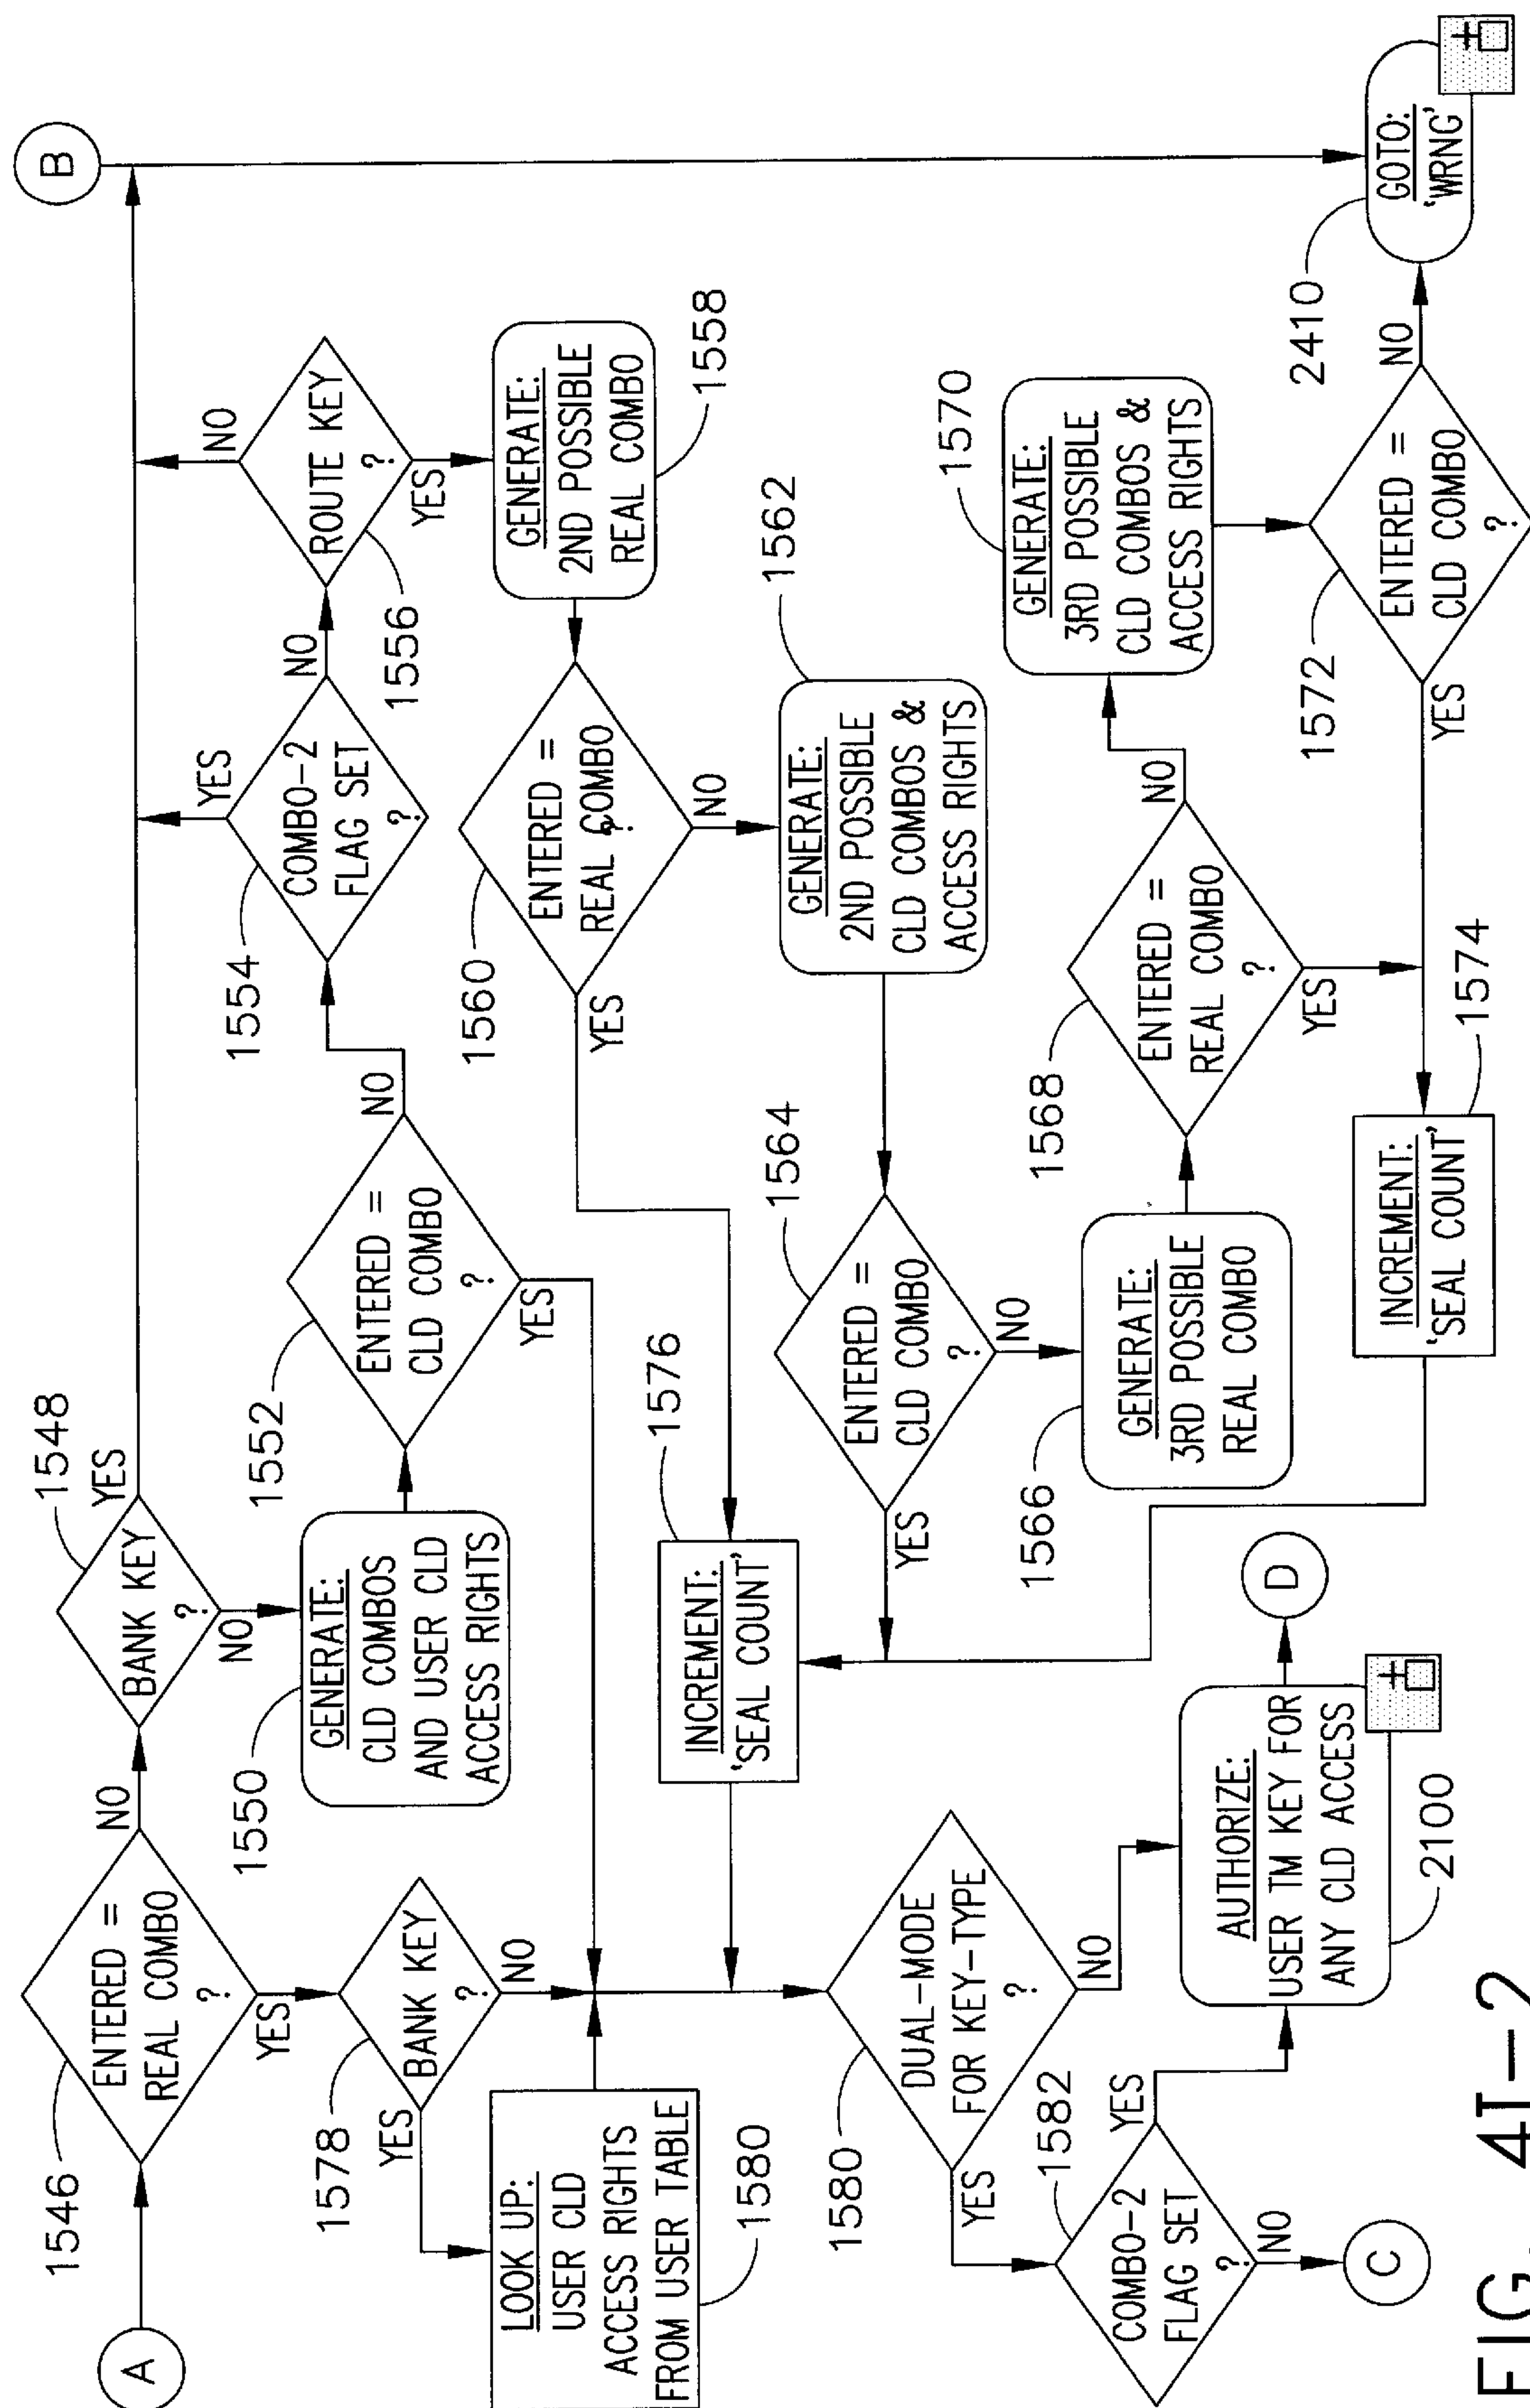 A
1546
ENTERED =
REAL COMBO
?
NO
YES
BANK KEY
?
1548
YES
NO
B
1578
BANK KEY
?
YES
NO
LOOK UP:
USER CLD
ACCESS RIGHTS
FROM USER TABLE
1580
1550
GENERATE:
CLD COMBOS
AND USER CLD
ACCESS RIGHTS
1552
ENTERED =
CLD COMBO
?
NO
YES
1554
COMBO-2
FLAG SET
?
YES
NO
1556
ROUTE KEY
?
NO
YES
GENERATE:
2ND POSSIBLE
REAL COMBO
1558
1560
ENTERED =
REAL COMBO
?
YES
NO
GENERATE:
2ND POSSIBLE
CLD COMBOS &
ACCESS RIGHTS
1562
1564
ENTERED =
CLD COMBO
?
YES
NO
1566
GENERATE:
3RD POSSIBLE
REAL COMBO
1568
ENTERED =
REAL COMBO
?
NO
YES
1570
GENERATE:
3RD POSSIBLE
CLD COMBOS &
ACCESS RIGHTS
1572
ENTERED =
CLD COMBO
?
YES
NO
2410
GOTO:
'WRNG'
INCREMENT:
'SEAL COUNT'
1574
INCREMENT:
'SEAL COUNT'
1576
1580
DUAL-MODE
FOR KEY-TYPE
?
YES
NO
1582
COMBO-2
FLAG SET
?
YES
NO
C
AUTHORIZE:
USER TM KEY FOR
ANY CLD ACCESS
2100
D
FIG. 4I-2